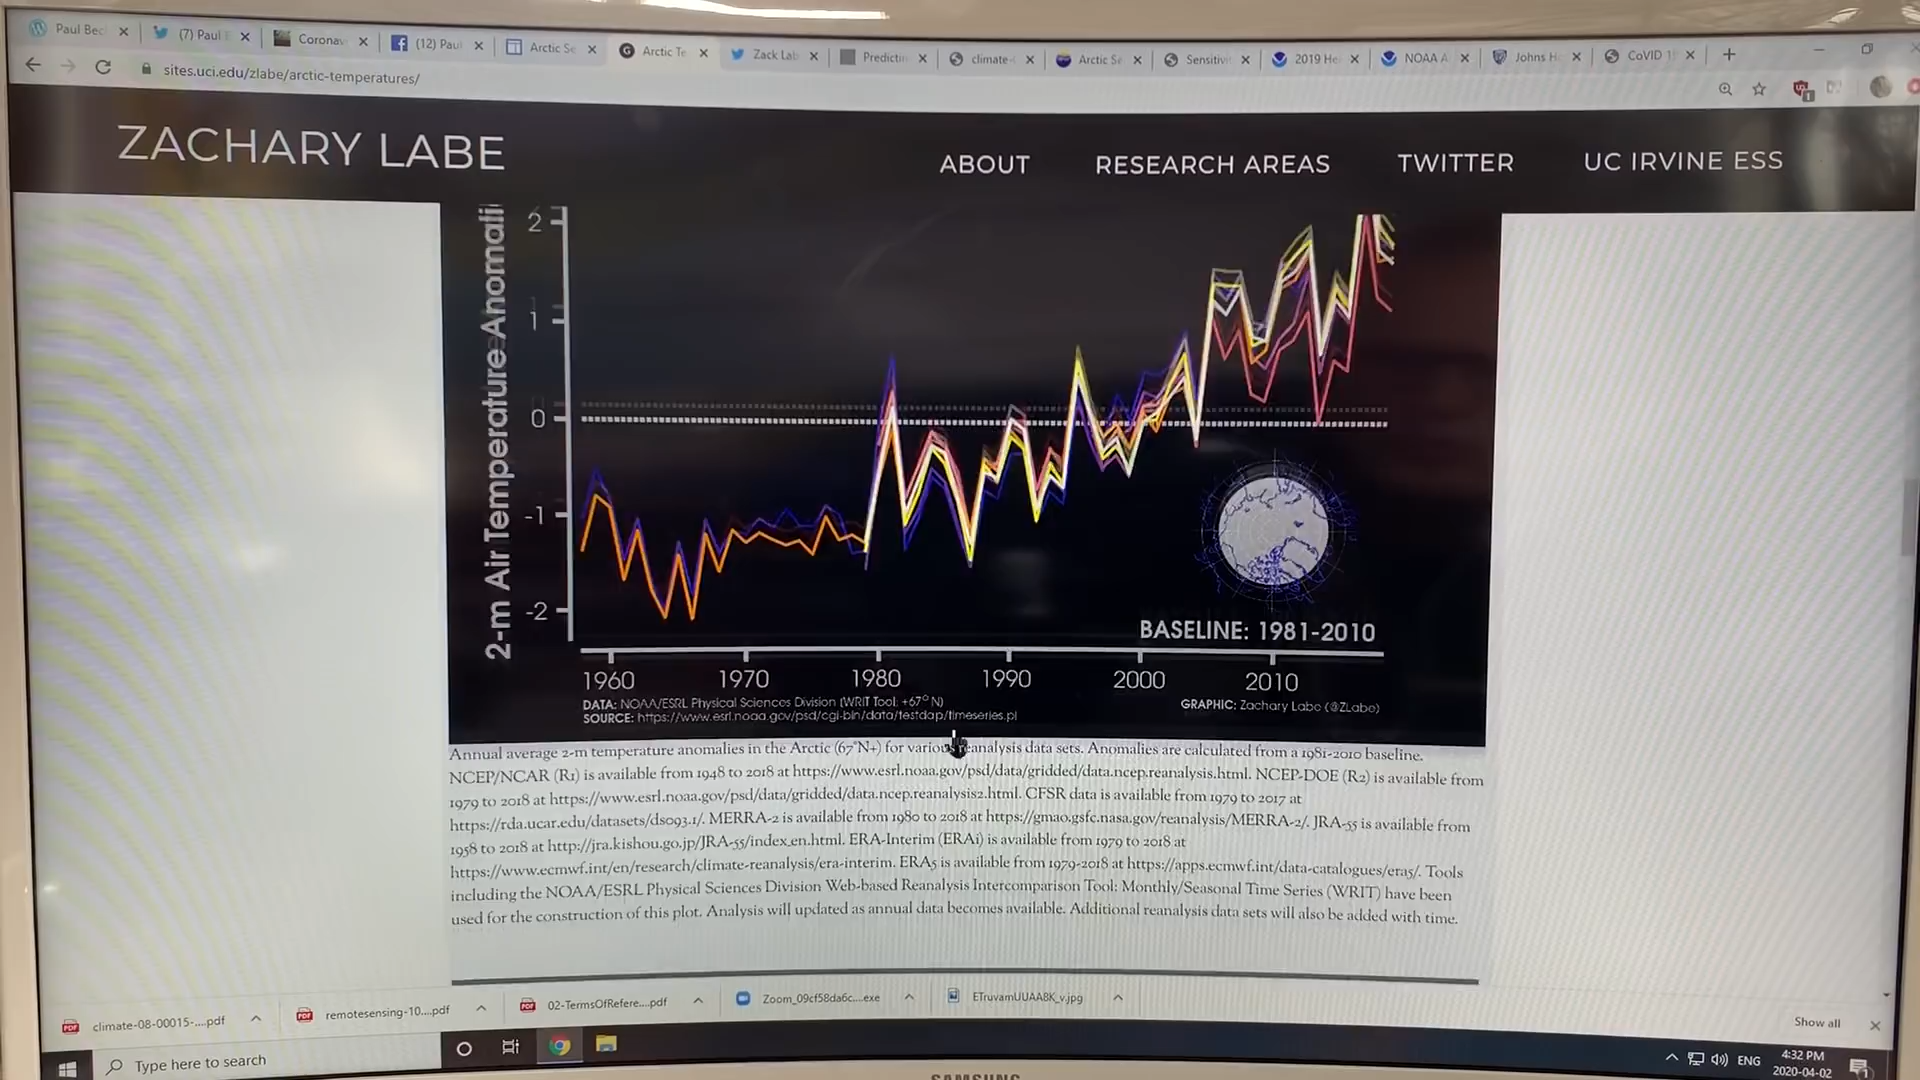 Paul Bec
(7) Paul
Coronav
(12) Paul
Arctic Se
Arctic Te
Zack Lab
Predictin
climate-c
Arctic Se
Sensitivi
2019 He
NOAA A
Johns H
CoVID 1
sites.uci.edu/zlabe/arctic-temperatures/
ZACHARY LABE
ABOUT
RESEARCH AREAS
TWITTER
UC IRVINE ESS
2-m Air Temperature Anomali
2
1
0
-1
-2
BASELINE: 1981-2010
1960 1970 1980 1990 2000 2010
DATA: NOAA/ESRL Physical Sciences Division (WRIT Tool; +67°N)
SOURCE: https://www.esrl.noaa.gov/psd/cgi-bin/data/testdap/timeseries.pl
GRAPHIC: Zachary Labe (@ZLabe)
Annual average 2-m temperature anomalies in the Arctic (67°N+) for various reanalysis data sets. Anomalies are calculated from a 1981-2010 baseline.
NCEP/NCAR (R1) is available from 1948 to 2018 at https://www.esrl.noaa.gov/psd/data/gridded/data.ncep.reanalysis.html. NCEP-DOE (R2) is available from
1979 to 2018 at https://www.esrl.noaa.gov/psd/data/gridded/data.ncep.reanalysis2.html. CFSR data is available from 1979 to 2017 at
https://rda.ucar.edu/datasets/ds093.1/. MERRA-2 is available from 1980 to 2018 at https://gmao.gsfc.nasa.gov/reanalysis/MERRA-2/. JRA-55 is available from
1958 to 2018 at http://jra.kishou.go.jp/JRA-55/index_en.html. ERA-Interim (ERAi) is available from 1979 to 2018 at
https://www.ecmwf.int/en/research/climate-reanalysis/era-interim. ERA5 is available from 1979-2018 at https://apps.ecmwf.int/data-catalogues/era5/. Tools
including the NOAA/ESRL Physical Sciences Division Web-based Reanalysis Intercomparison Tool: Monthly/Seasonal Time Series (WRIT) have been
used for the construction of this plot. Analysis will updated as annual data becomes available. Additional reanalysis data sets will also be added with time.
climate-08-00015-....pdf
remotesensing-10....pdf
02-TermsOfRefere....pdf
Zoom_09cf58da6c....exe
ETruvamUUAA8K_v.jpg
Show all
Type here to search
ENG
4:32 PM
2020-04-02
SAMSUNG